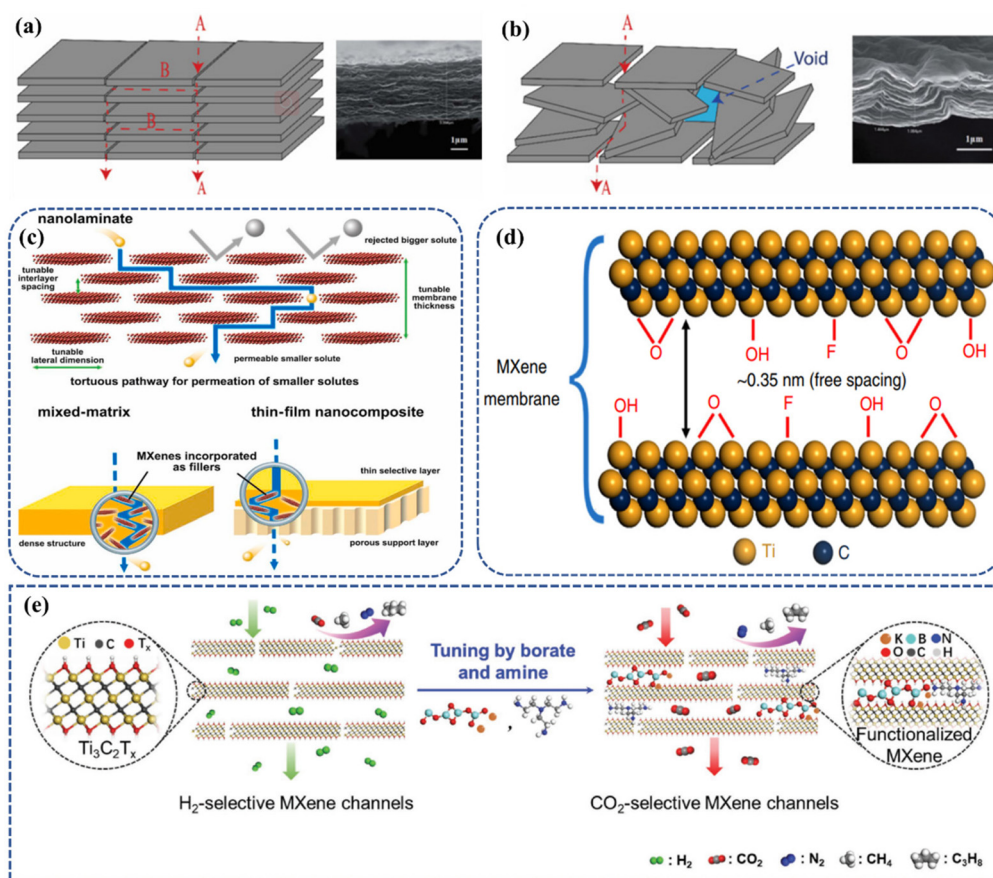 (a)
A
B
B
A
A
1μm
(b)
A
Void
A
1μm
(c)
nanolaminate
rejected bigger solute
tunable
interlayer
spacing
tunable
membrane
thickness
tunable
lateral dimension
permeable smaller solute
tortuous pathway for permeation of smaller solutes
mixed-matrix
thin-film nanocomposite
MXenes incorporated
as fillers
thin selective layer
dense structure
porous support layer
(d)
MXene
membrane
O
OH
F
O
OH
~0.35 nm (free spacing)
OH
O
F
OH
O
Ti
C
(e)
Ti C Tx
Ti3C2Tx
H2-selective MXene channels
Tuning by borate
and amine
,
CO2-selective MXene channels
K B N
O C H
Functionalized
MXene
: H2 : CO2 : N2 : CH4 : C3H8